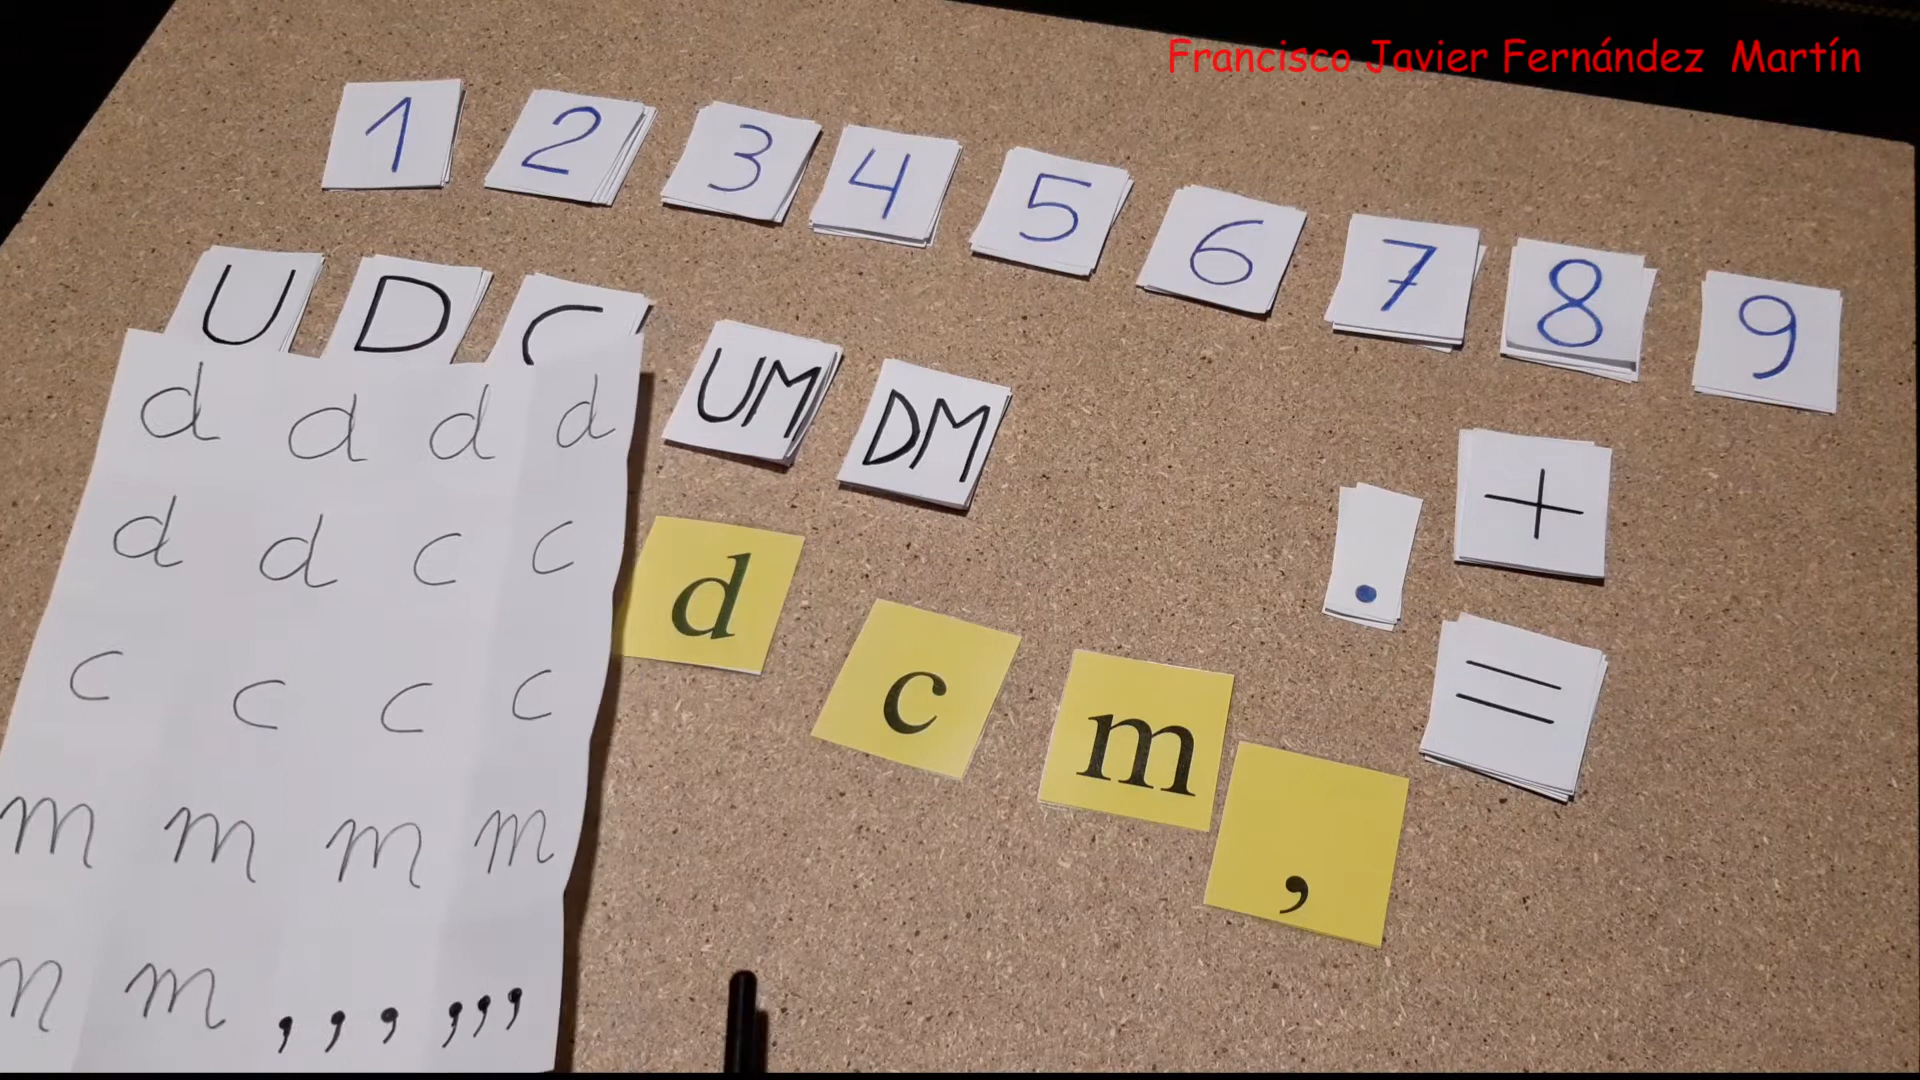 Francisco Javier Fernández Martín
1 2 3 4 5 6 7 8 9
U D C UM DM
d d d d
d d c c
c c c c
m m m m
m m , , , , , ,
d c m ,
. +
=